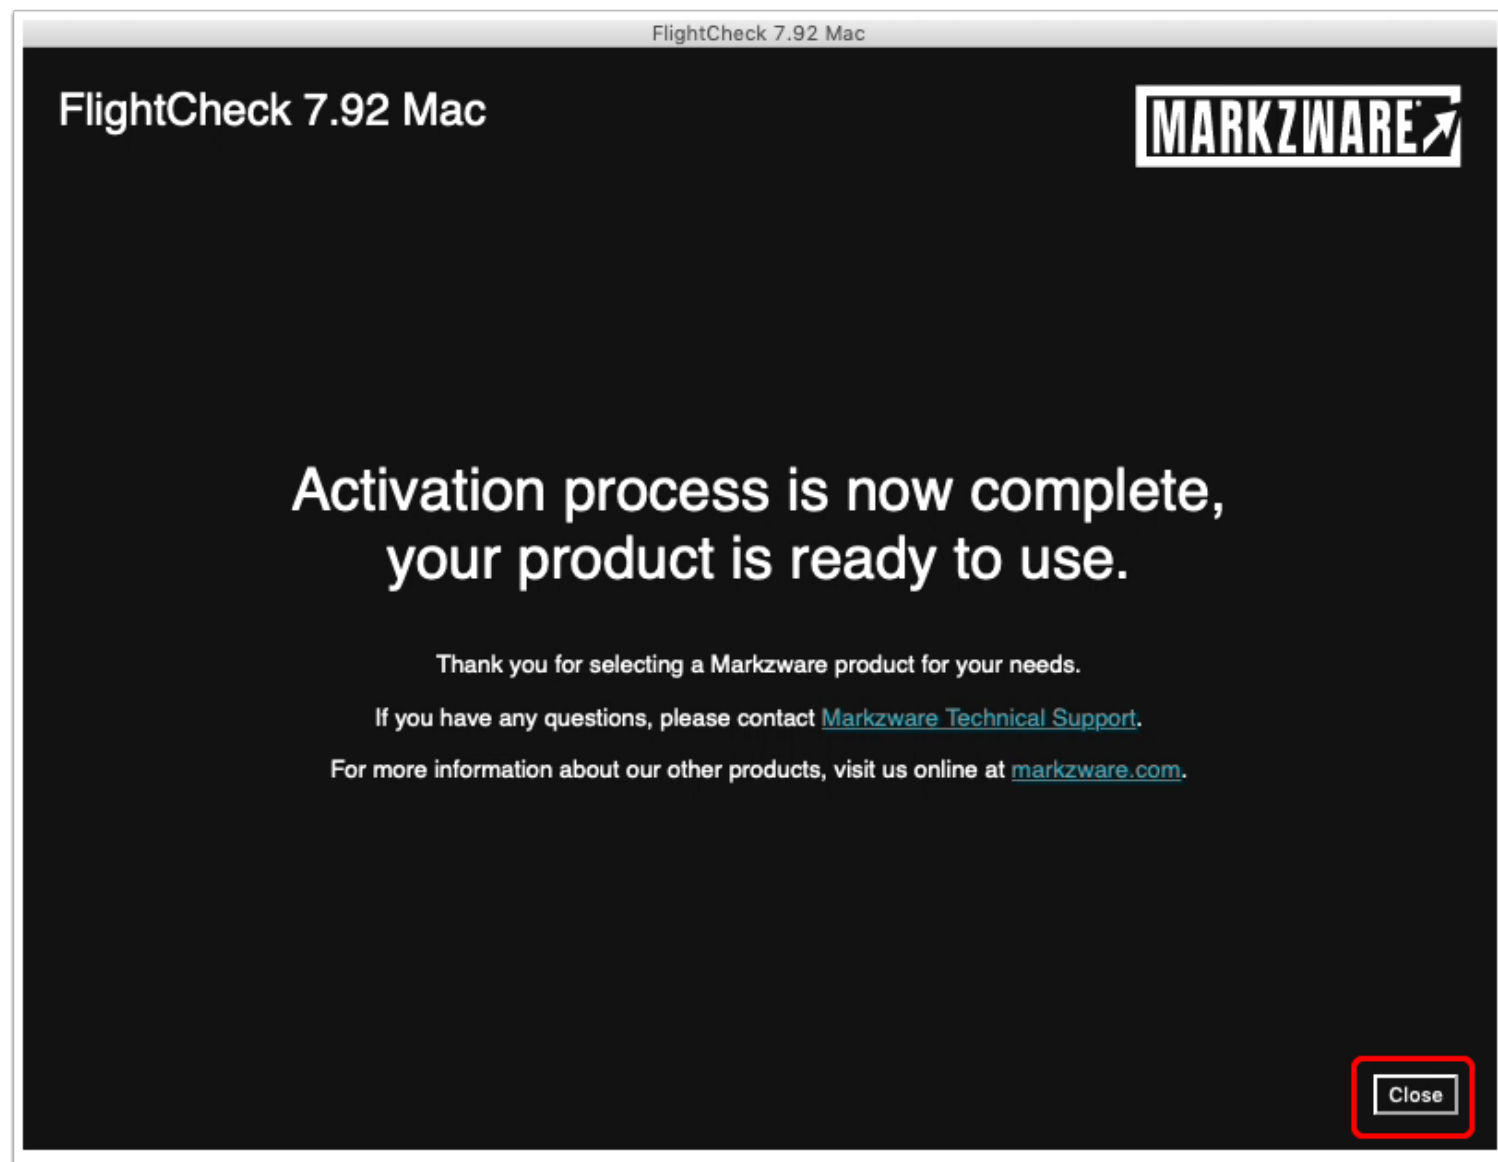 FlightCheck 7.92 Mac
FlightCheck 7.92 Mac
MARKZWARE
Activation process is now complete,
your product is ready to use.
Thank you for selecting a Markzware product for your needs.
If you have any questions, please contact Markzware Technical Support.
For more information about our other products, visit us online at markzware.com.
Close